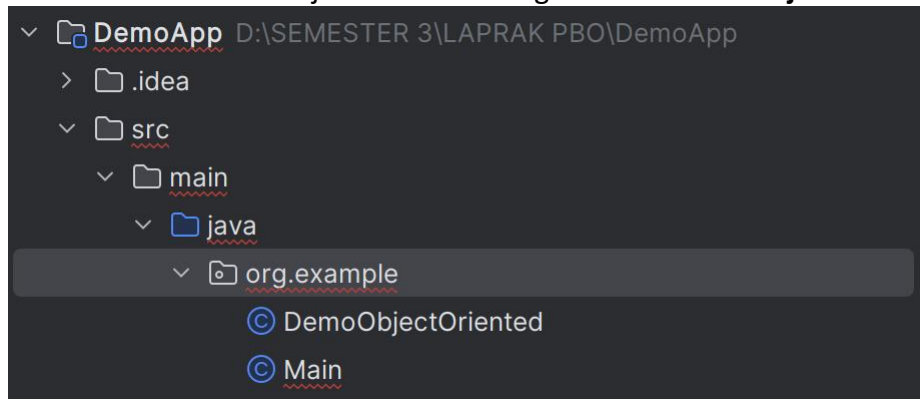 DemoApp D:\SEMESTER 3\LAPRAK PBO\DemoApp
.idea
src
main
java
org.example
DemoObjectOriented
Main